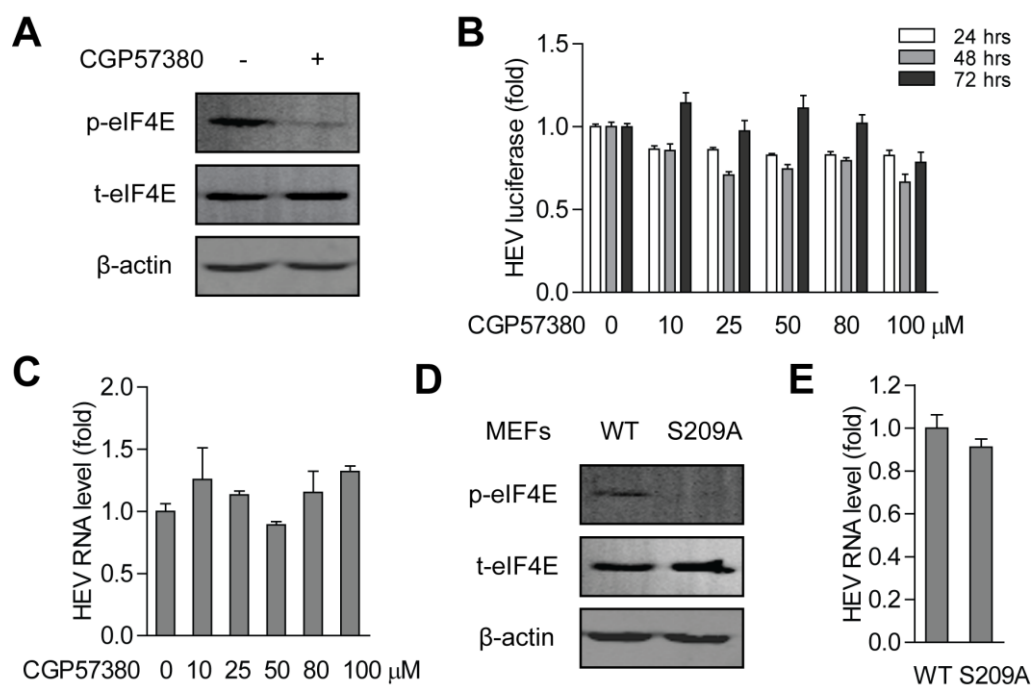 A
CGP57380 - +
p-eIF4E
t-eIF4E
β-actin
B
HEV luciferase (fold)
1.5
1.0
0.5
0.0
24 hrs
48 hrs
72 hrs
CGP57380 0 10 25 50 80 100 μM
C
HEV RNA level (fold)
2.0
1.5
1.0
0.5
0.0
CGP57380 0 10 25 50 80 100 μM
D
MEFs WT S209A
p-eIF4E
t-eIF4E
β-actin
E
HEV RNA level (fold)
1.2
1.0
0.8
0.6
0.4
0.2
0.0
WT S209A